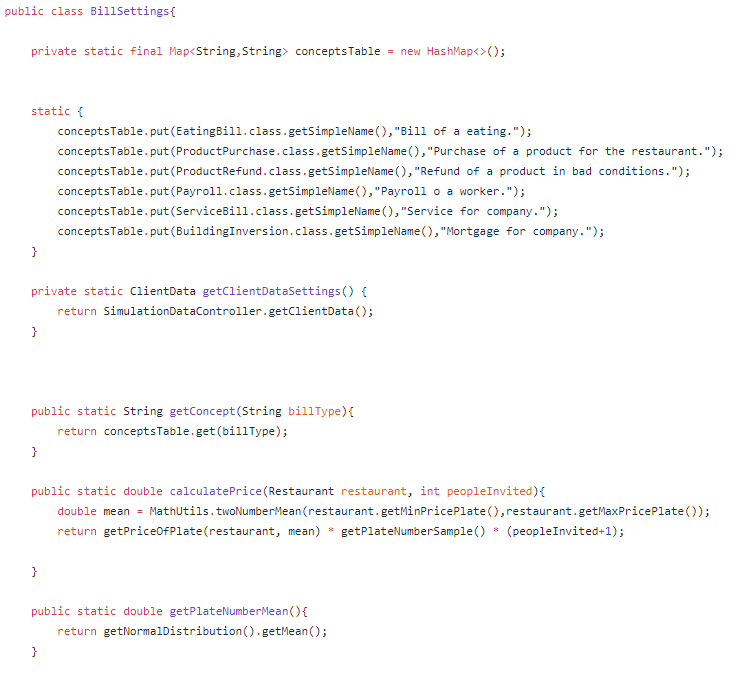 public class BillSettings{
private static final Map<String,String> conceptsTable = new HashMap<>();
static {
conceptsTable.put(EatingBill.class.getSimpleName(),"Bill of a eating.");
conceptsTable.put(ProductPurchase.class.getSimpleName(),"Purchase of a product for the restaurant.");
conceptsTable.put(ProductRefund.class.getSimpleName(),"Refund of a product in bad conditions.");
conceptsTable.put(Payroll.class.getSimpleName(),"Payroll o a worker.");
conceptsTable.put(ServiceBill.class.getSimpleName(),"Service for company.");
conceptsTable.put(BuildingInversion.class.getSimpleName(),"Mortgage for company.");
}
private static ClientData getClientDataSettings() {
return SimulationDataController.getClientData();
}
public static String getConcept(String billType){
return conceptsTable.get(billType);
}
public static double calculatePrice(Restaurant restaurant, int peopleInvited){
double mean = MathUtils.twoNumberMean(restaurant.getMinPricePlate(),restaurant.getMaxPricePlate());
return getPriceOfPlate(restaurant, mean) * getPlateNumberSample() * (peopleInvited+1);
}
public static double getPlateNumberMean(){
return getNormalDistribution().getMean();
}